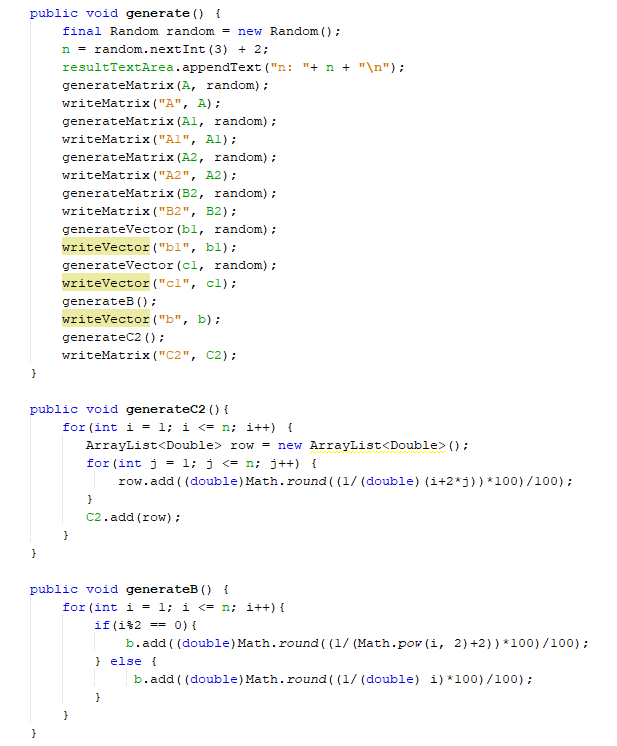 public void generate() {
    final Random random = new Random();
    n = random.nextInt(3) + 2;
    resultTextArea.appendText("n: "+ n + "\n");
    generateMatrix(A, random);
    writeMatrix("A", A);
    generateMatrix(A1, random);
    writeMatrix("A1", A1);
    generateMatrix(A2, random);
    writeMatrix("A2", A2);
    generateMatrix(B2, random);
    writeMatrix("B2", B2);
    generateVector(b1, random);
    writeVector("b1", b1);
    generateVector(c1, random);
    writeVector("c1", c1);
    generateB();
    writeVector("b", b);
    generateC2();
    writeMatrix("C2", C2);
}
public void generateC2(){
    for(int i = 1; i <= n; i++) {
       ArrayList<Double> row = new ArrayList<Double>();
       for(int j = 1; j <= n; j++) {
           row.add((double)Math.round((1/(double)(i+2*j))*100)/100);
       }
       C2.add(row);
    }
}
public void generateB() {
    for(int i = 1; i <= n; i++){
        if(i%2 == 0){
            b.add((double)Math.round((1/(Math.pow(i, 2)+2))*100)/100);
        } else {
             b.add((double)Math.round((1/(double) i)*100)/100);
        }
    }
}